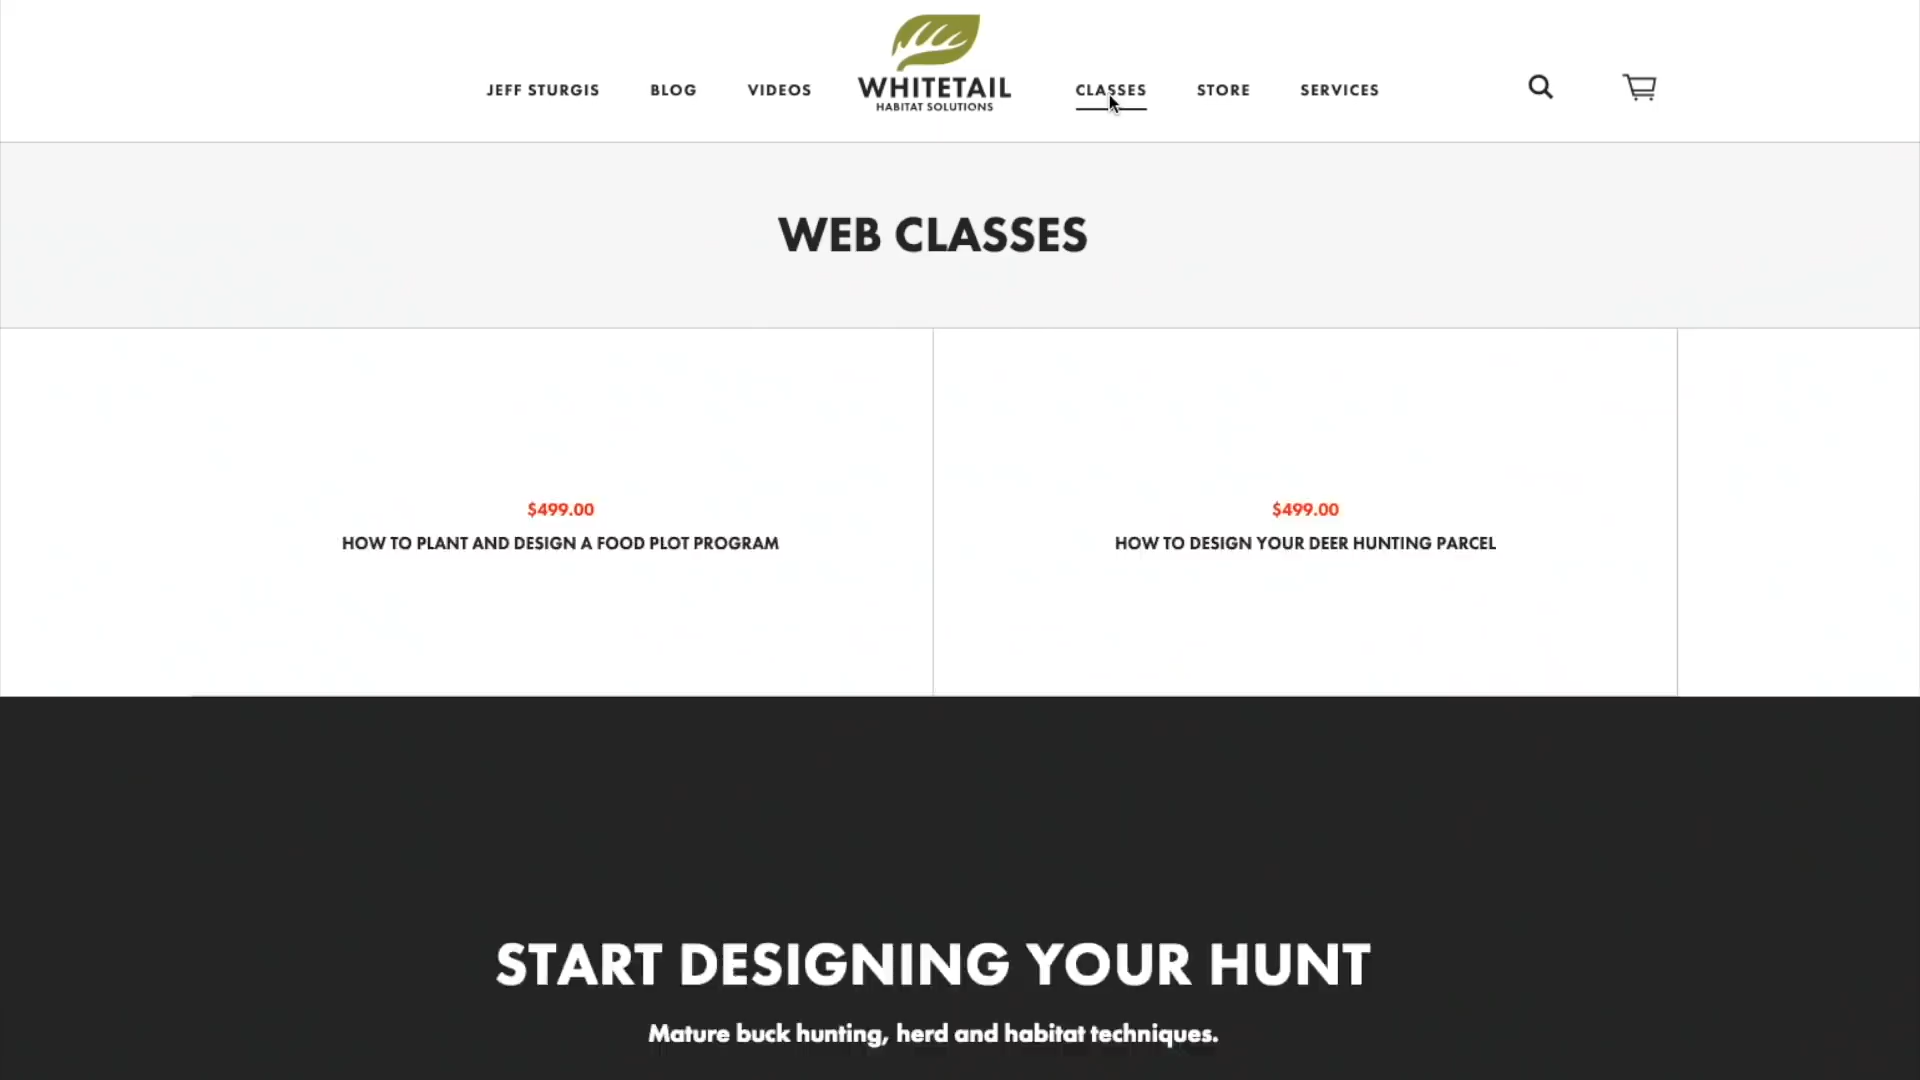 JEFF STURGIS BLOG VIDEOS WHITETAIL HABITAT SOLUTIONS CLASSES STORE SERVICES
WEB CLASSES
$499.00
HOW TO PLANT AND DESIGN A FOOD PLOT PROGRAM
$499.00
HOW TO DESIGN YOUR DEER HUNTING PARCEL
START DESIGNING YOUR HUNT
Mature buck hunting, herd and habitat techniques.